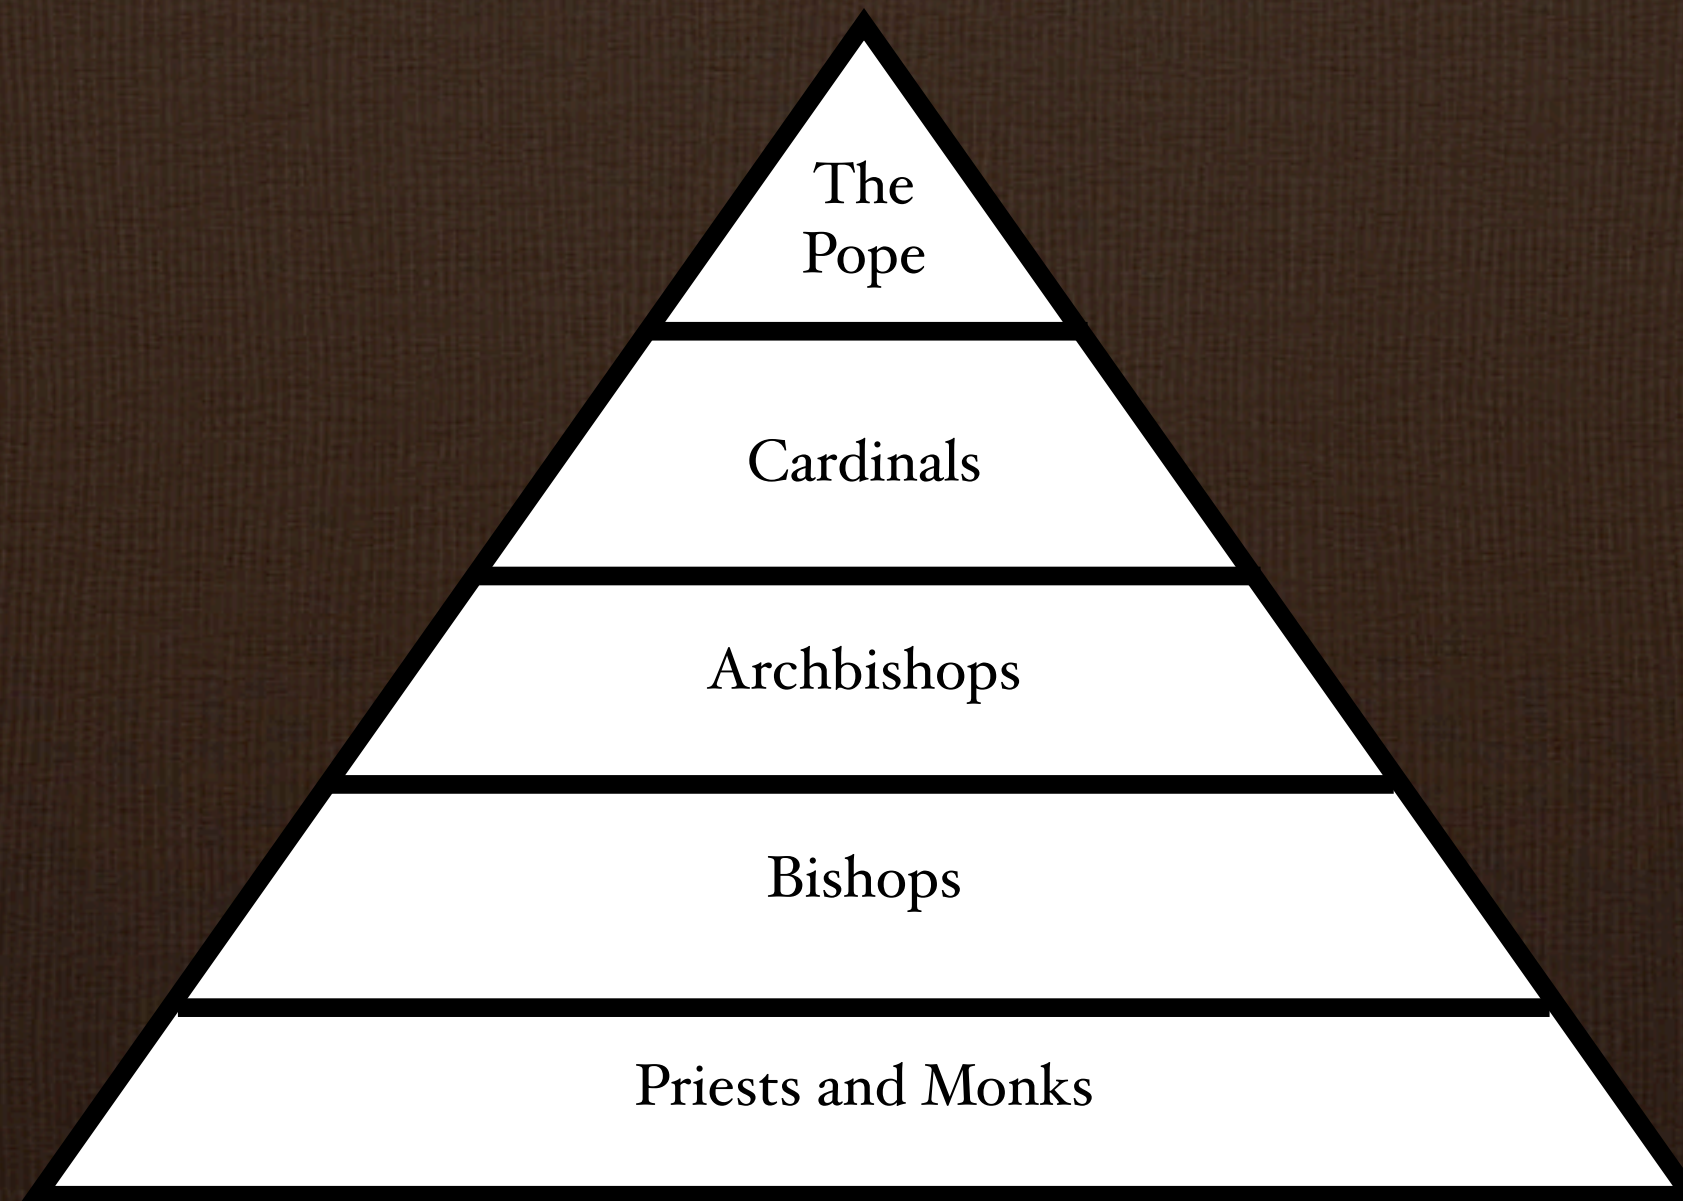 The
Pope
Cardinals
Archbishops
Bishops
Priests and Monks